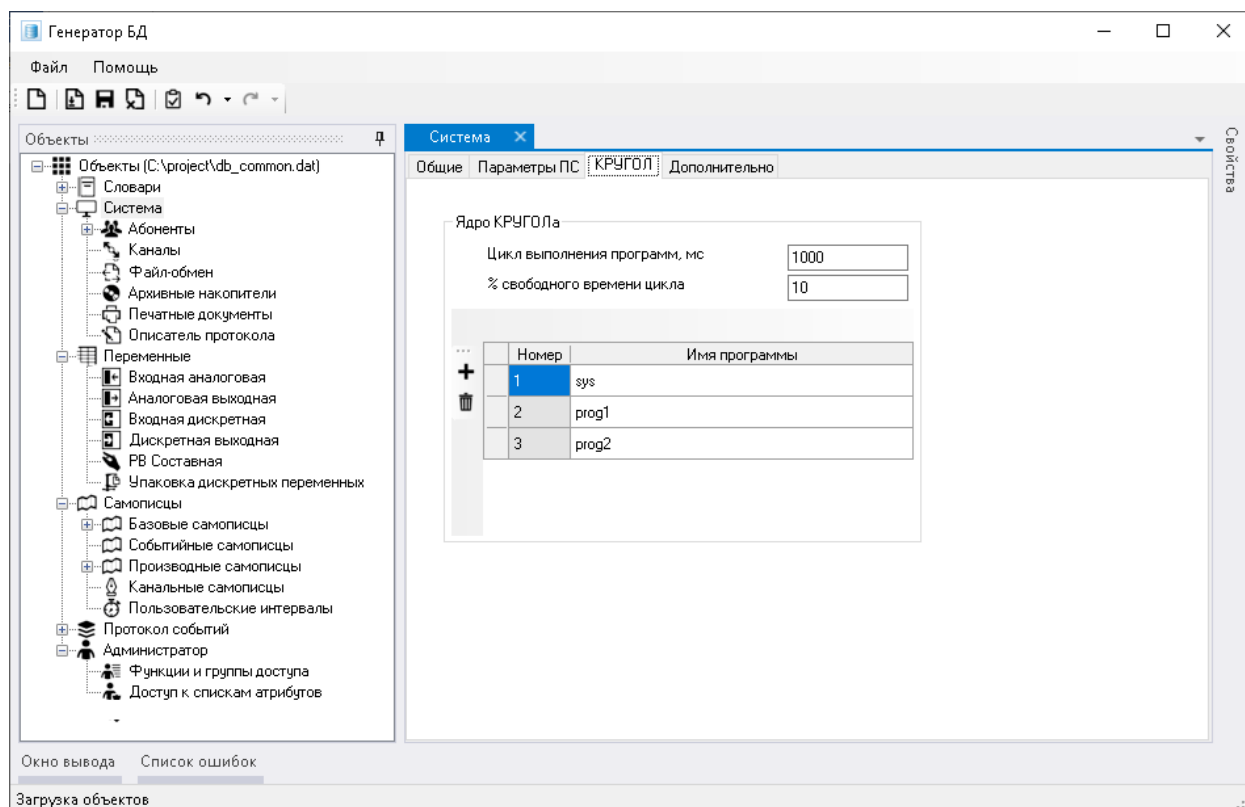 Генератор БД
Файл Помощь
Объекты
Объекты (C:\project\db_common.dat)
Словари
Система
Абоненты
Каналы
Файл-обмен
Архивные накопители
Печатные документы
Описатель протокола
Переменные
Входная аналоговая
Аналоговая выходная
Входная дискретная
Дискретная выходная
РВ Составная
Упаковка дискретных переменных
Самописцы
Базовые самописцы
Событийные самописцы
Производные самописцы
Канальные самописцы
Пользовательские интервалы
Протокол событий
Администратор
Функции и группы доступа
Доступ к спискам атрибутов
Система
Общие Параметры ПС КРУГОЛ Дополнительно
Ядро КРУГОЛа
Цикл выполнения программ, мс 1000
% свободного времени цикла 10
Номер Имя программы
1 sys
2 prog1
3 prog2
Свойства
Окно вывода Список ошибок
Загрузка объектов